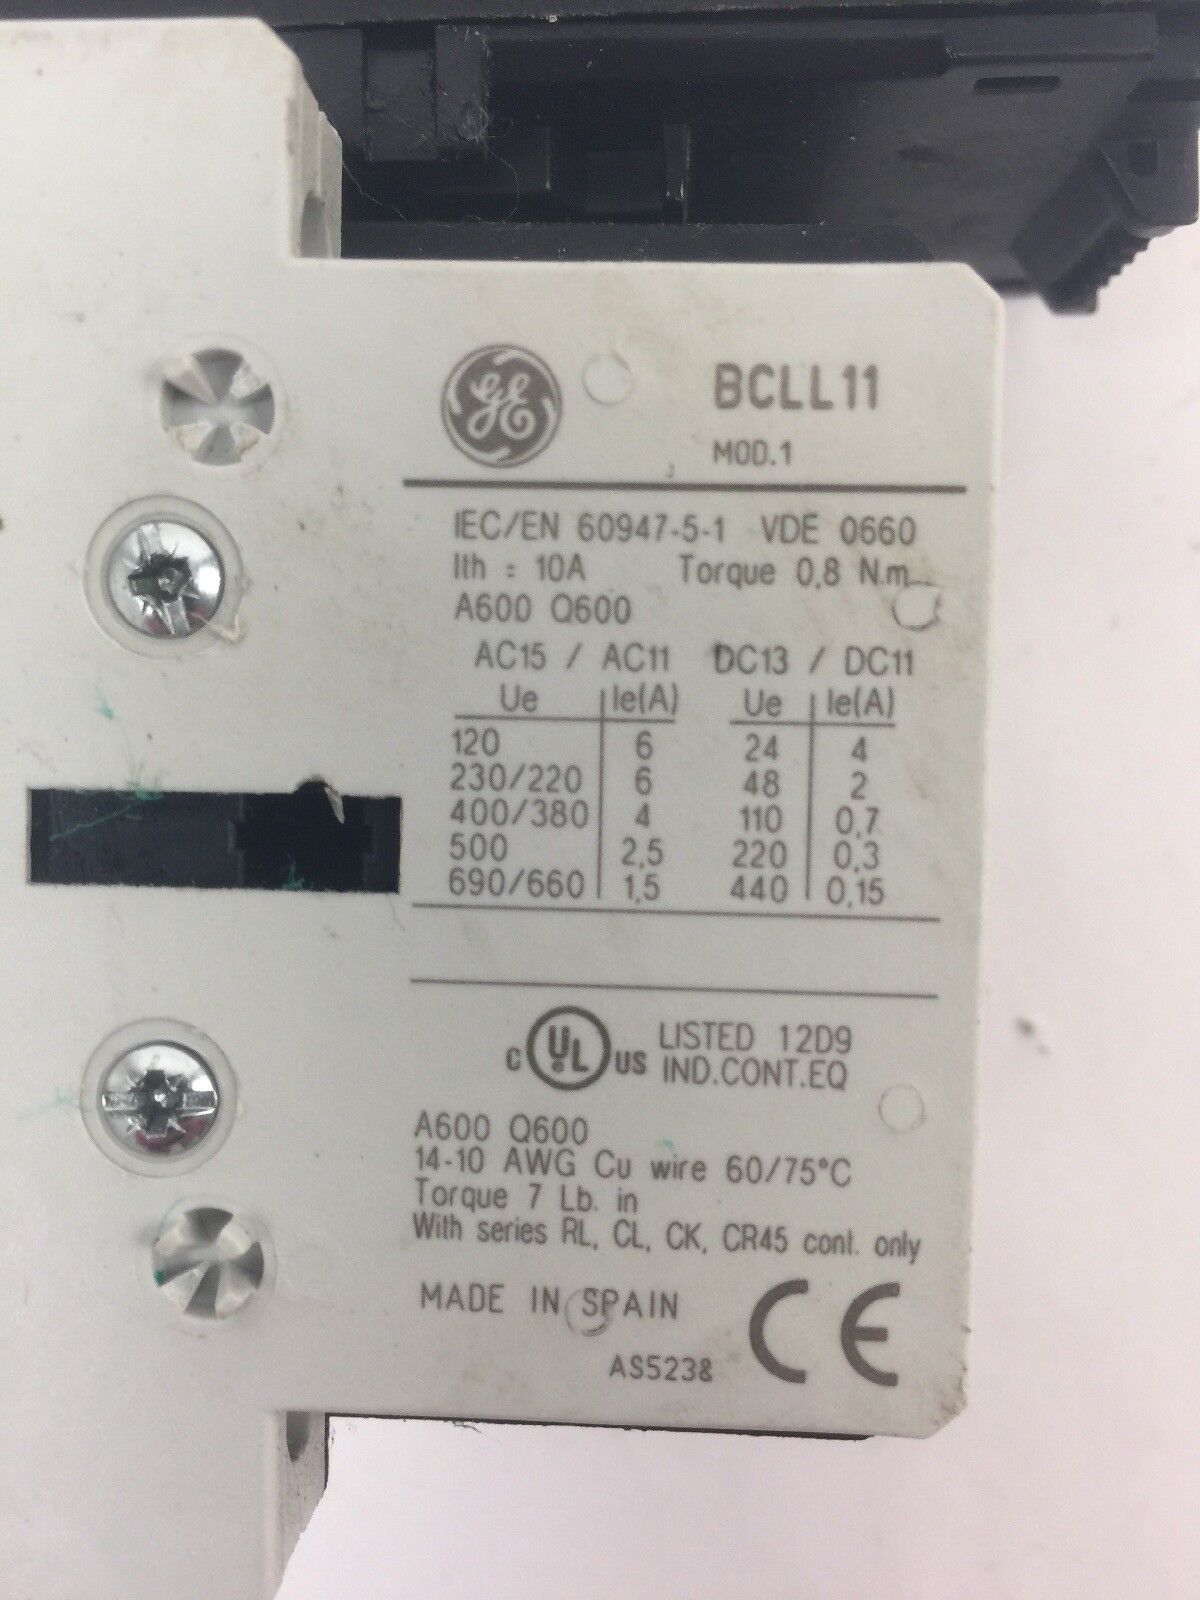 GE
BCLL11
MOD.1
IEC/EN 60947-5-1 VDE 0660
Ith = 10A Torque 0,8 N.m
A600 Q600
AC15 / AC11 DC13 / DC11
Ue Ie(A) Ue Ie(A)
120 6 24 4
230/220 6 48 2
400/380 4 110 0,7
500 2,5 220 0,3
690/660 1,5 440 0,15
C UL US LISTED 12D9
IND.CONT.EQ
A600 Q600
14-10 AWG Cu wire 60/75°C
Torque 7 Lb. in
With series RL, CL, CK, CR45 cont. only
MADE IN SPAIN
CE
AS5238